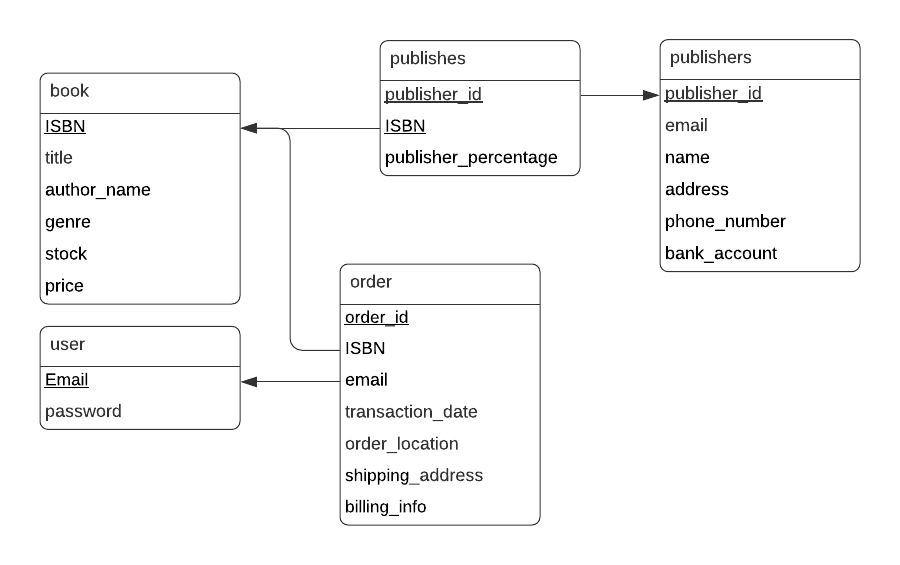 book
ISBN
title
author_name
genre
stock
price
publishes
publisher_id
ISBN
publisher_percentage
publishers
publisher_id
email
name
address
phone_number
bank_account
user
Email
password
order
order_id
ISBN
email
transaction_date
order_location
shipping_address
billing_info